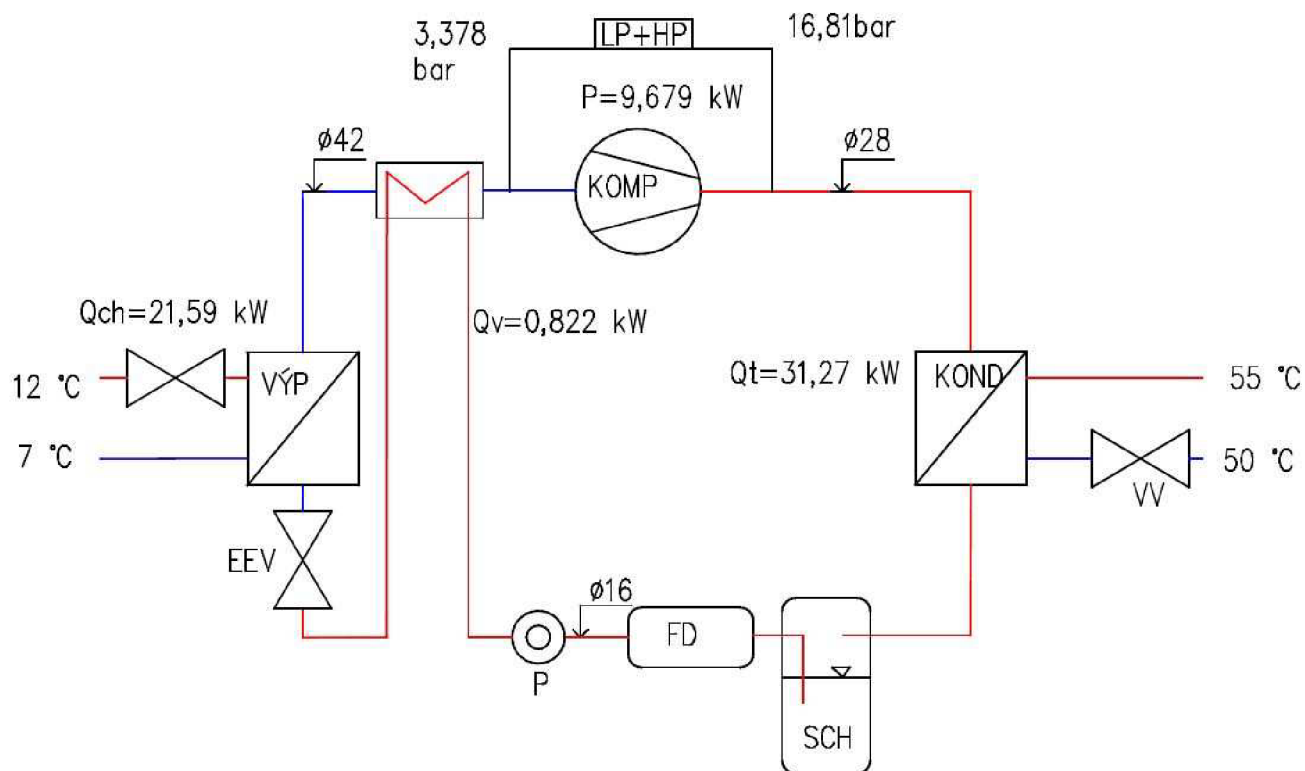 3,378
bar
LP+HP
16,81bar
P=9,679 kW
ø42
KOMP
ø28
Qch=21,59 kW
Qv=0,822 kW
Qt=31,27 kW
12 °C
VÝP
KOND
55 °C
7 °C
50 °C
VV
EEV
ø16
FD
P
SCH